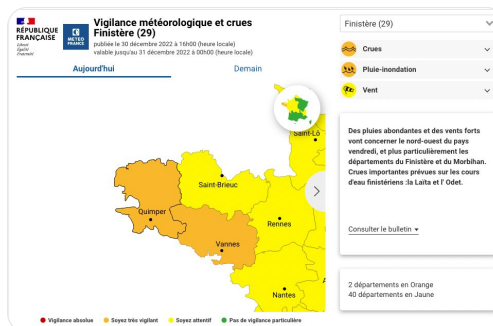 RÉPUBLIQUE
FRANÇAISE
Liberté
Égalité
Fraternité
METEO
FRANCE
Vigilance météorologique et crues
Finistère (29)
publiée le 30 décembre 2022 à 16h00 (heure locale)
valable jusqu'au 31 décembre 2022 à 00h00 (heure locale)
Aujourd'hui
Demain
Saint-Lô
Saint-Brieuc
Quimper
Rennes
Vannes
Nantes
Vigilance absolue
Soyez très vigilant
Soyez attentif
Pas de vigilance particulière
Finistère (29)
Crues
Pluie-inondation
Vent
Des pluies abondantes et des vents forts
vont concerner le nord-ouest du pays
vendredi, et plus particulièrement les
départements du Finistère et du Morbihan.
Crues importantes prévues sur les cours
d'eau finistériens :la Laïta et l' Odet.
Consulter le bulletin
2 départements en Orange
40 départements en Jaune